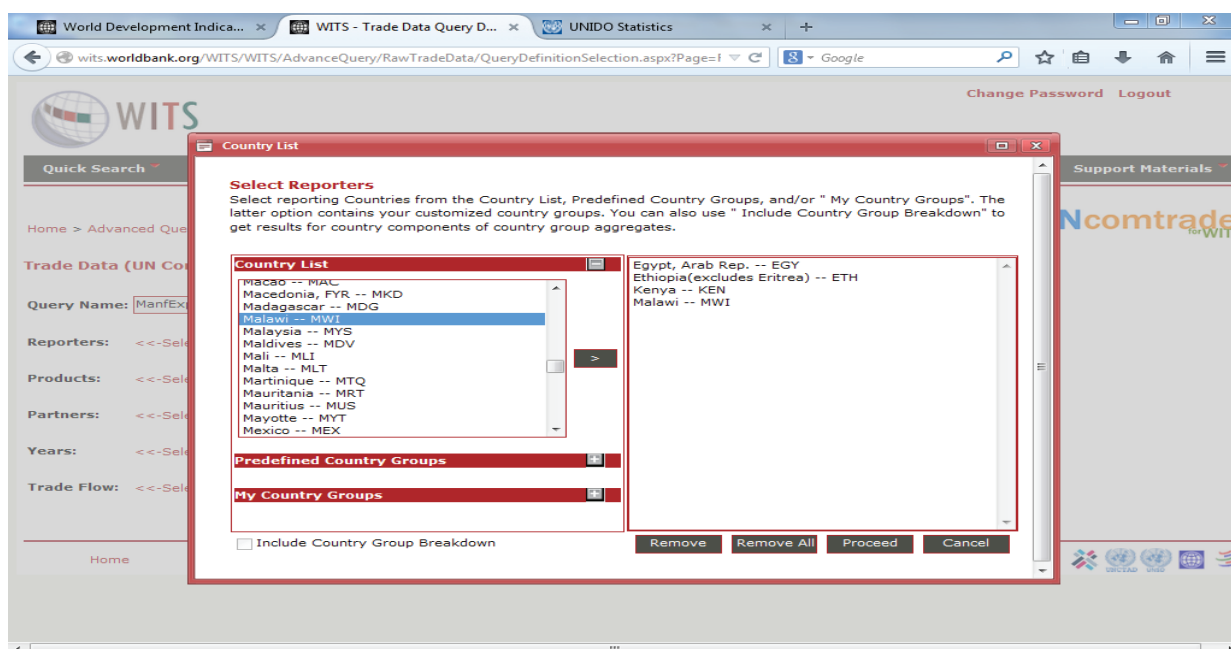 World Development Indica... × WITS - Trade Data Query D... × UNIDO Statistics × +
wits.worldbank.org/WITS/WITS/AdvanceQuery/RawTradeData/QueryDefinitionSelection.aspx?Page=F Google
Change Password Logout
WITS
Country List
Quick Search
Support Materials
Select Reporters
Select reporting Countries from the Country List, Predefined Country Groups, and/or " My Country Groups". The
latter option contains your customized country groups. You can also use " Include Country Group Breakdown" to
get results for country components of country group aggregates.
Home > Advanced Que
Ncomtrade
for WIT
Trade Data (UN Co
Query Name: ManfExp
Reporters: <<-Sele
Products: <<-Sele
Partners: <<-Sele
Years: <<-Sele
Trade Flow: <<-Sele
Country List
Macao -- MAC
Macedonia, FYR -- MKD
Madagascar -- MDG
Malawi -- MWI
Malaysia -- MYS
Maldives -- MDV
Mali -- MLI
Malta -- MLT
Martinique -- MTQ
Mauritania -- MRT
Mauritius -- MUS
Mayotte -- MYT
Mexico -- MEX
>
Egypt, Arab Rep. -- EGY
Ethiopia(excludes Eritrea) -- ETH
Kenya -- KEN
Malawi -- MWI
Predefined Country Groups
My Country Groups
Include Country Group Breakdown
Remove Remove All Proceed Cancel
Home
UNCTAD